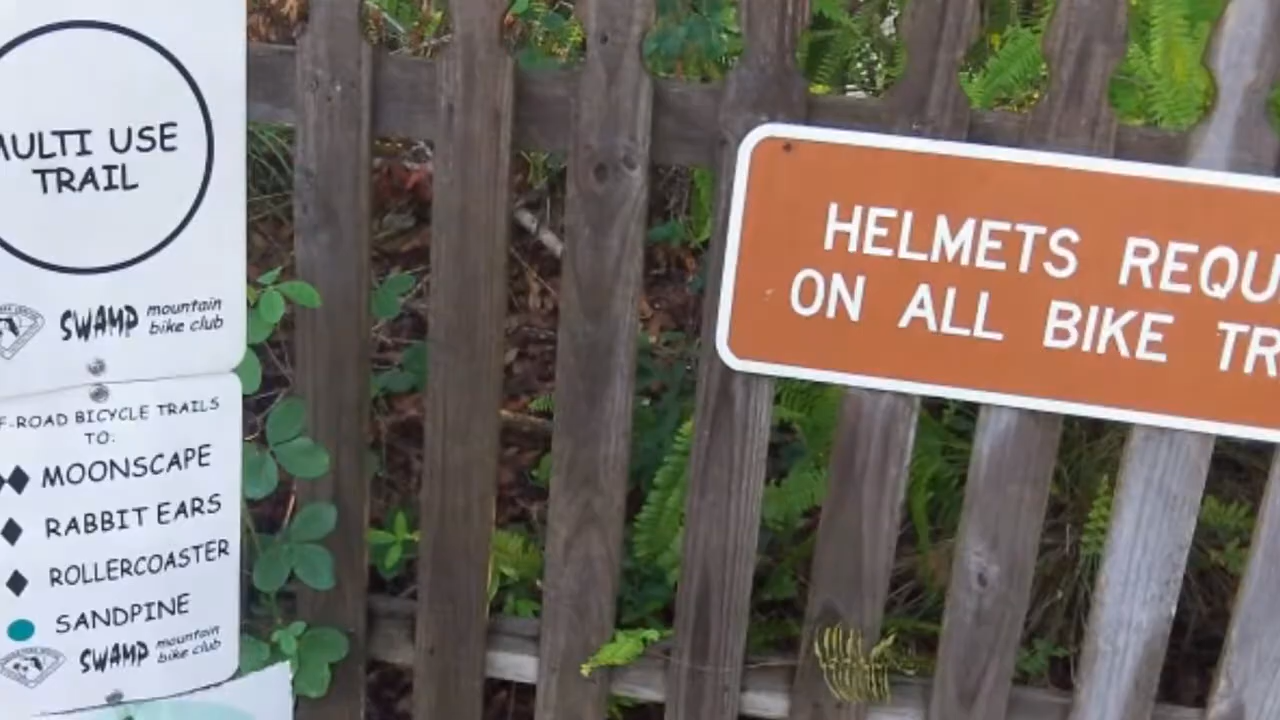 MULTI USE
TRAIL
SWAMP mountain
bike club
F-ROAD BICYCLE TRAILS
TO:
MOONSCAPE
RABBIT EARS
ROLLERCOASTER
SANDPINE
SWAMP mountain
bike club
HELMETS REQU
ON ALL BIKE TR